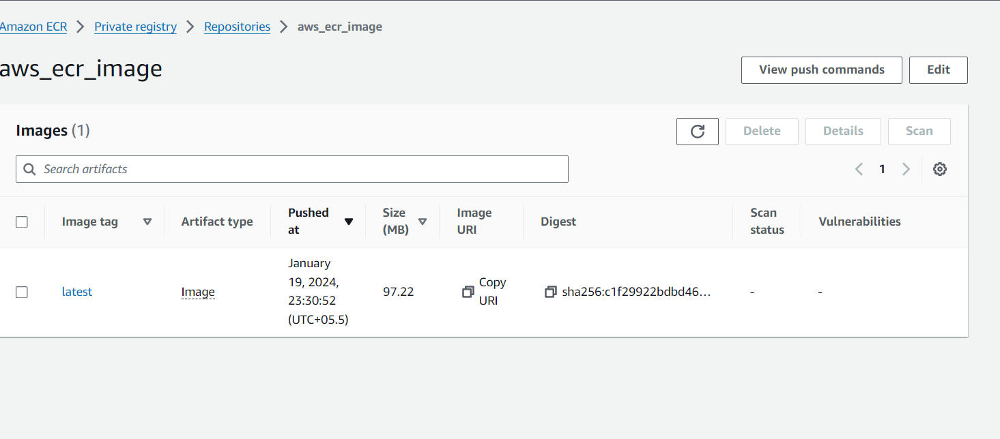 Amazon ECR > Private registry > Repositories > aws_ecr_image
aws_ecr_image
View push commands
Edit
Images (1)
Delete
Details
Scan
Search artifacts
1
Image tag
Artifact type
Pushed
at
Size
(MB)
Image
URI
Digest
Scan
status
Vulnerabilities
latest
Image
January
19, 2024,
23:30:52
(UTC+05.5)
97.22
Copy
URI
sha256:c1f29922bdbd46...
-
-